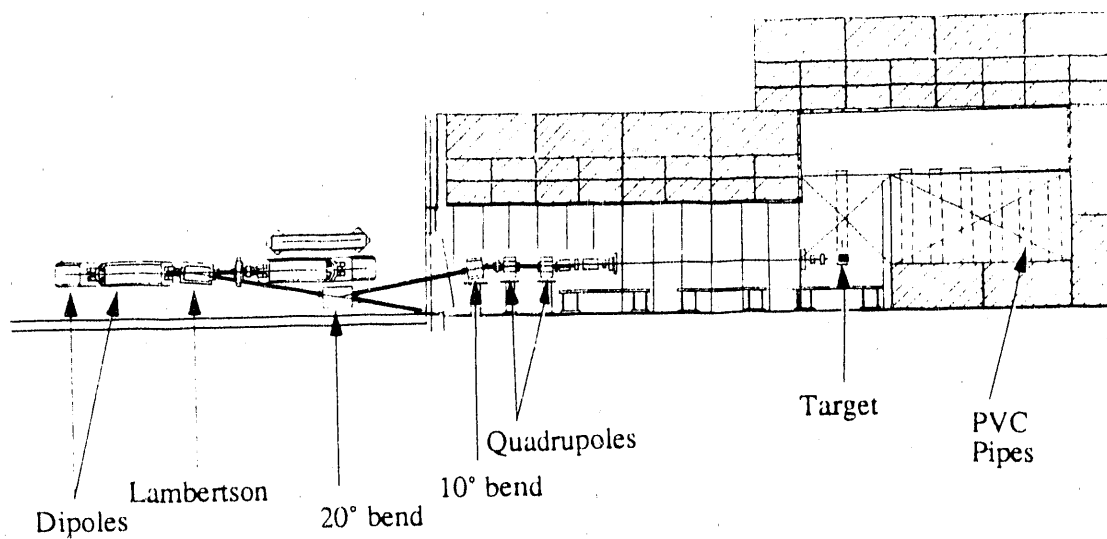 Target
PVC
Pipes
Quadrupoles
10° bend
Lambertson
20° bend
Dipoles